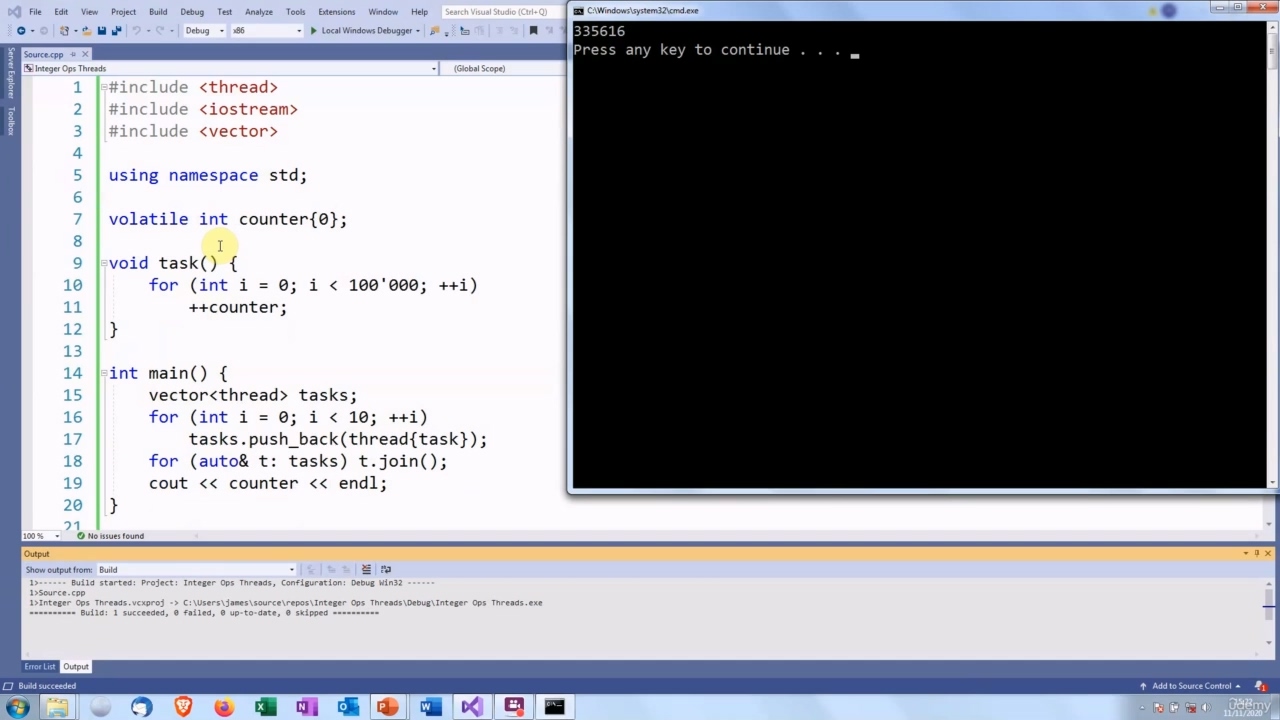 File Edit View Project Build Debug Test Analyze Tools Extensions Window Help Search Visual Studio (Ctrl+Q)
Debug x86 Local Windows Debugger
Server Explorer
Toolbox
Source.cpp
Integer Ops Threads (Global Scope)
1 #include <thread>
2 #include <iostream>
3 #include <vector>
4
5 using namespace std;
6
7 volatile int counter{0};
8
9 void task() {
10 for (int i = 0; i < 100'000; ++i)
11 ++counter;
12 }
13
14 int main() {
15 vector<thread> tasks;
16 for (int i = 0; i < 10; ++i)
17 tasks.push_back(thread{task});
18 for (auto& t: tasks) t.join();
19 cout << counter << endl;
20 }
21
100 % No issues found
C:\Windows\system32\cmd.exe
335616
Press any key to continue . . .
Output
Show output from: Build
1>------ Build started: Project: Integer Ops Threads, Configuration: Debug Win32 ------
1>Source.cpp
1>Integer Ops Threads.vcxproj -> C:\Users\james\source\repos\Integer Ops Threads\Debug\Integer Ops Threads.exe
========== Build: 1 succeeded, 0 failed, 0 up-to-date, 0 skipped ==========
Error List Output
Build succeeded Add to Source Control 1
udemy
11/11/2020